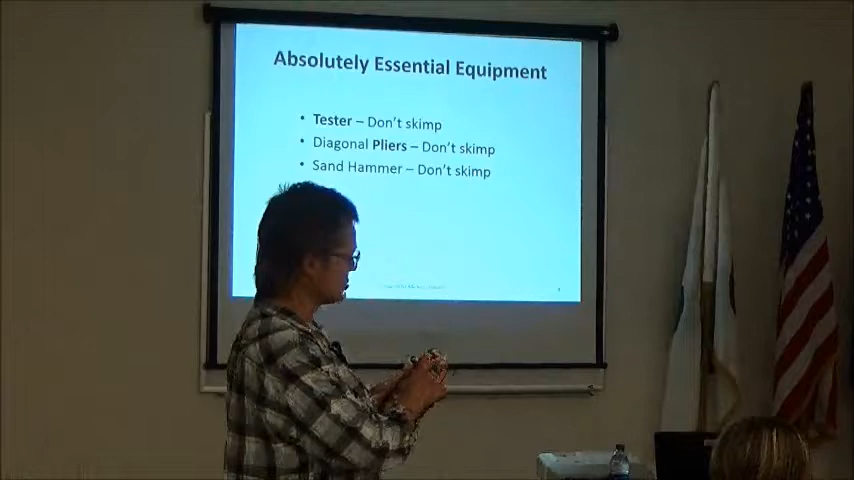 Absolutely Essential Equipment
• Tester – Don't skimp
• Diagonal Pliers – Don't skimp
• Sand Hammer – Don't skimp